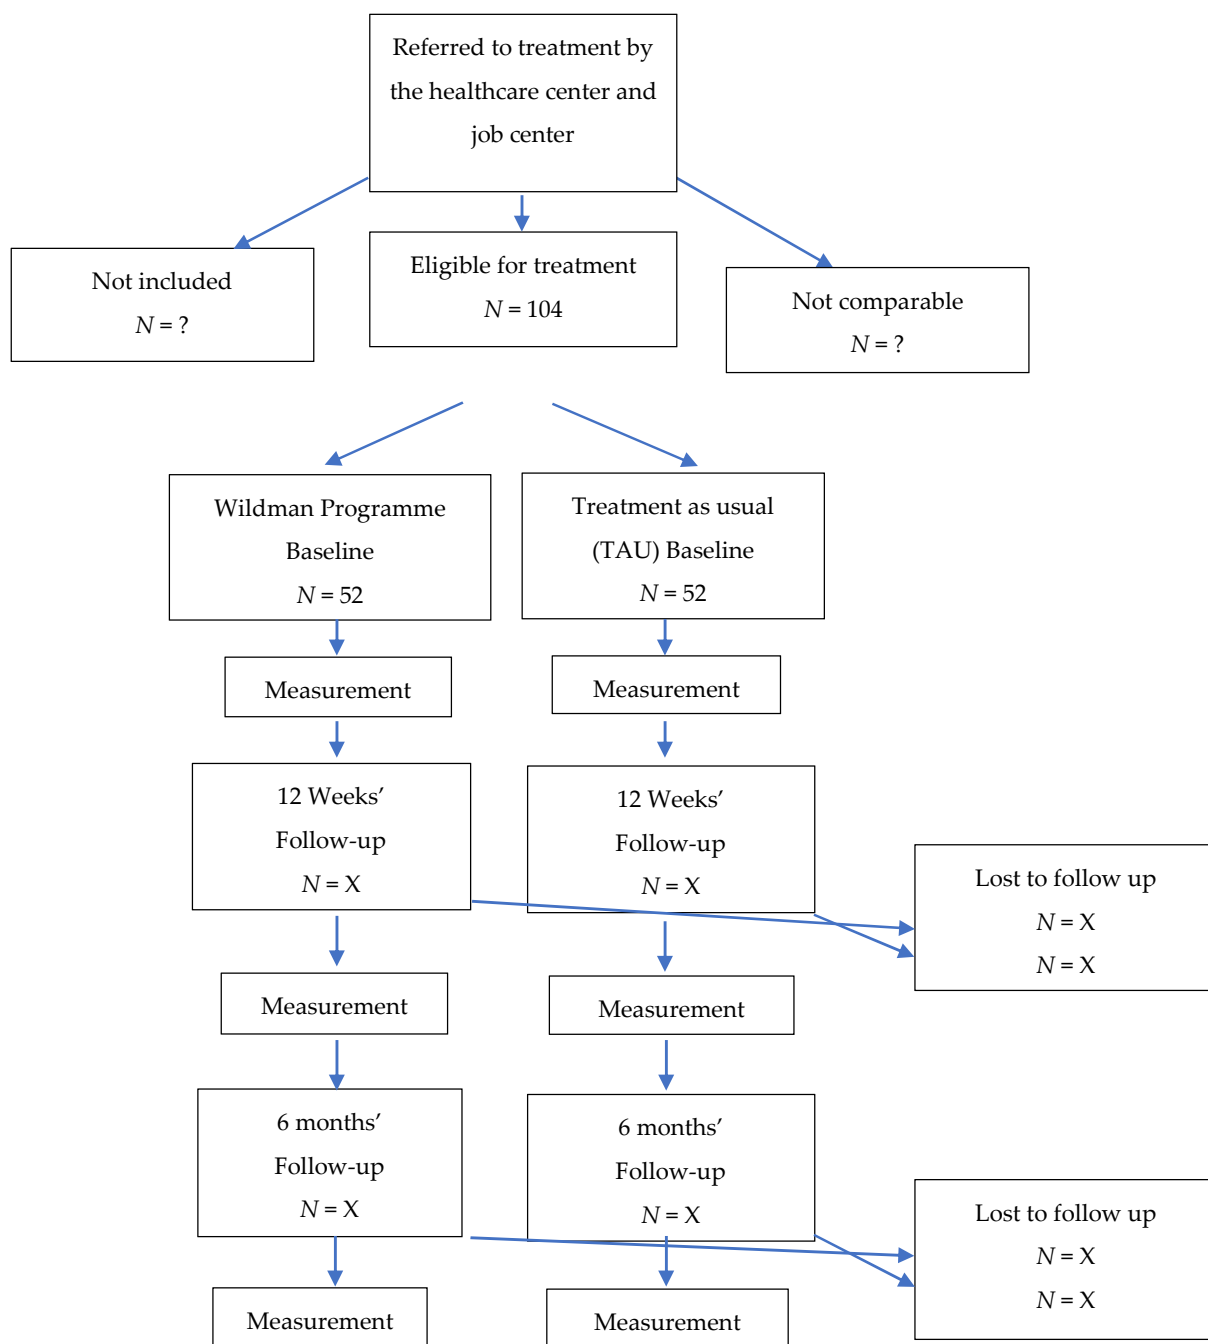 Referred to treatment by
the healthcare center and
job center
Not included
N = ?
Eligible for treatment
N = 104
Not comparable
N = ?
Wildman Programme
Baseline
N = 52
Treatment as usual
(TAU) Baseline
N = 52
Measurement
Measurement
12 Weeks’
Follow-up
N = X
12 Weeks’
Follow-up
N = X
Lost to follow up
N = X
N = X
Measurement
Measurement
6 months’
Follow-up
N = X
6 months’
Follow-up
N = X
Lost to follow up
N = X
N = X
Measurement
Measurement